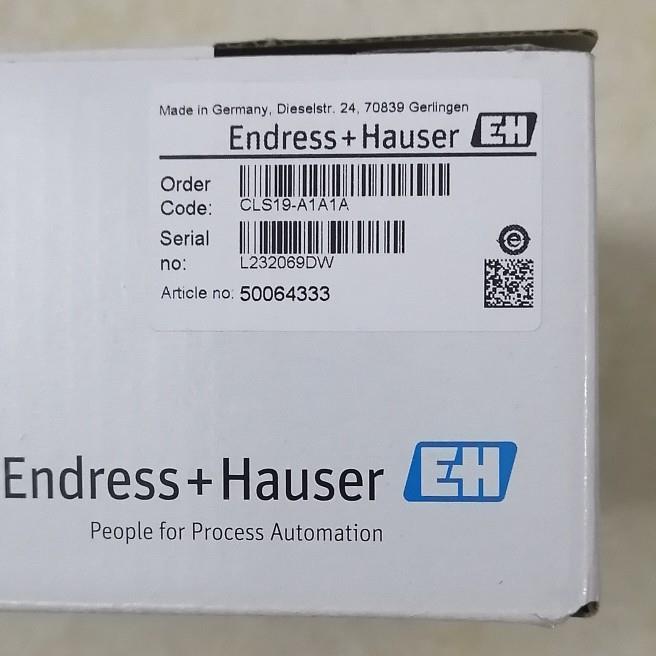 Made in Germany, Dieselstr. 24, 70839 Gerlingen
Endress+Hauser EH
Order
Code: CLS19-A1A1A
Serial
no: L232069DW
Article no: 50064333
Endress+Hauser EH
People for Process Automation